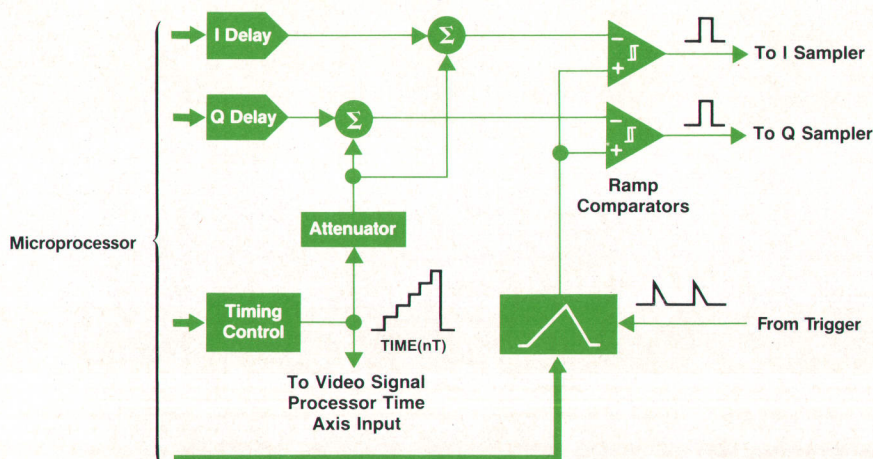 I Delay
Σ
−
+
To I Sampler
Q Delay
Σ
−
+
To Q Sampler
Ramp
Comparators
Attenuator
Microprocessor
Timing
Control
TIME(nT)
From Trigger
To Video Signal
Processor Time
Axis Input